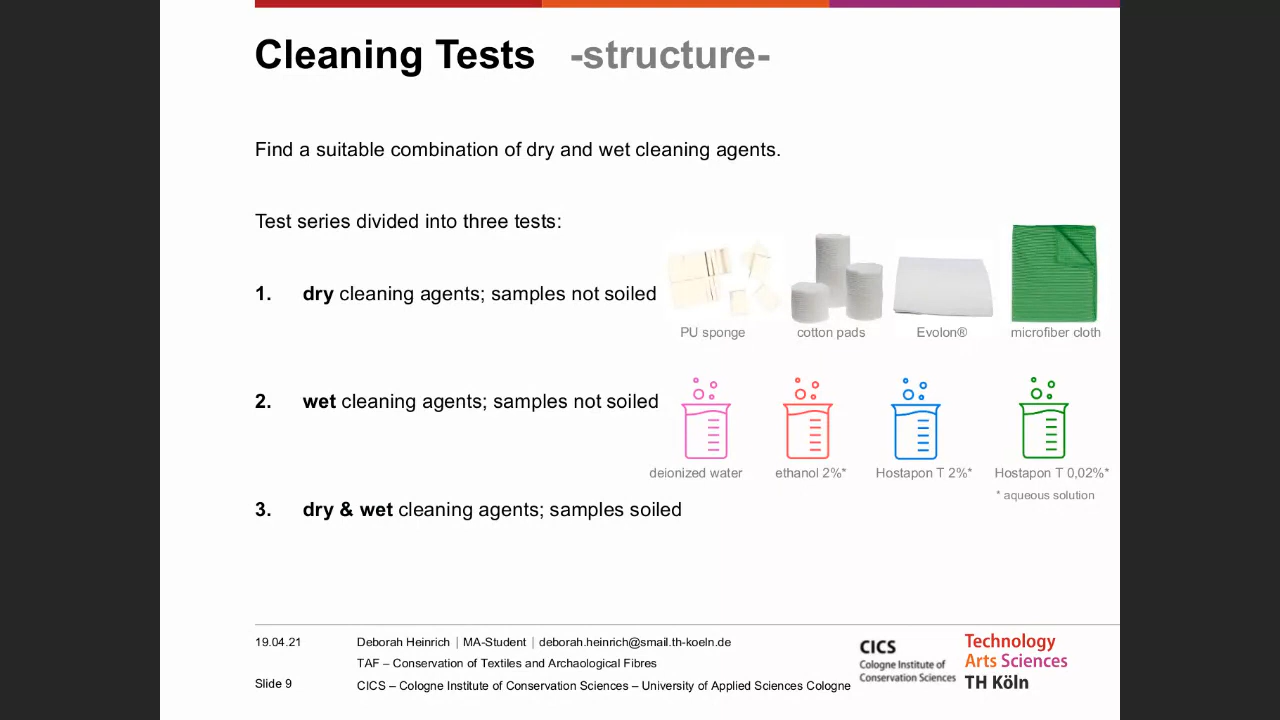 Cleaning Tests -structure-
Find a suitable combination of dry and wet cleaning agents.
Test series divided into three tests:
1. dry cleaning agents; samples not soiled
PU sponge cotton pads Evolon® microfiber cloth
2. wet cleaning agents; samples not soiled
deionized water ethanol 2%* Hostapon T 2%* Hostapon T 0,02%*
* aqueous solution
3. dry & wet cleaning agents; samples soiled
19.04.21 Deborah Heinrich | MA-Student | deborah.heinrich@smail.th-koeln.de
TAF – Conservation of Textiles and Archaological Fibres
Slide 9 CICS – Cologne Institute of Conservation Sciences – University of Applied Sciences Cologne
CICS
Cologne Institute of
Conservation Sciences
Technology
Arts Sciences
TH Köln